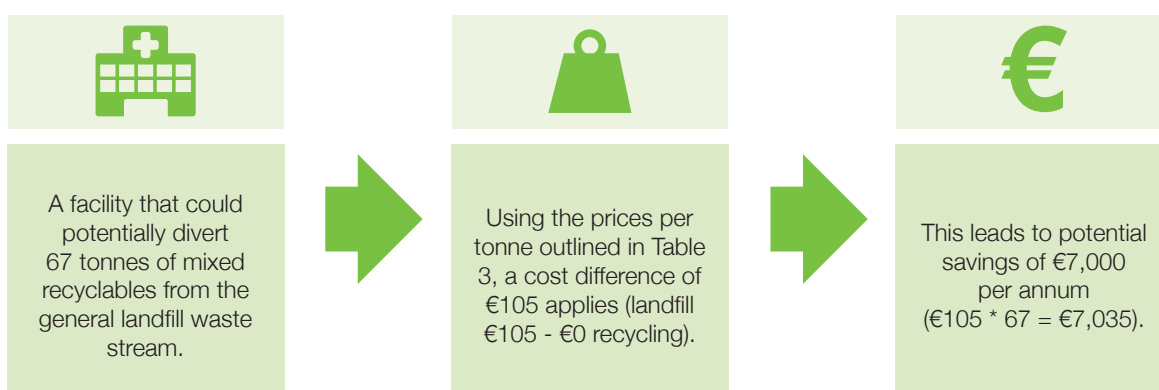 €
A facility that could
potentially divert
67 tonnes of mixed
recyclables from the
general landfill waste
stream.
Using the prices per
tonne outlined in Table
3, a cost difference of
€105 applies (landfill
€105 - €0 recycling).
This leads to potential
savings of €7,000
per annum
(€105 * 67 = €7,035).